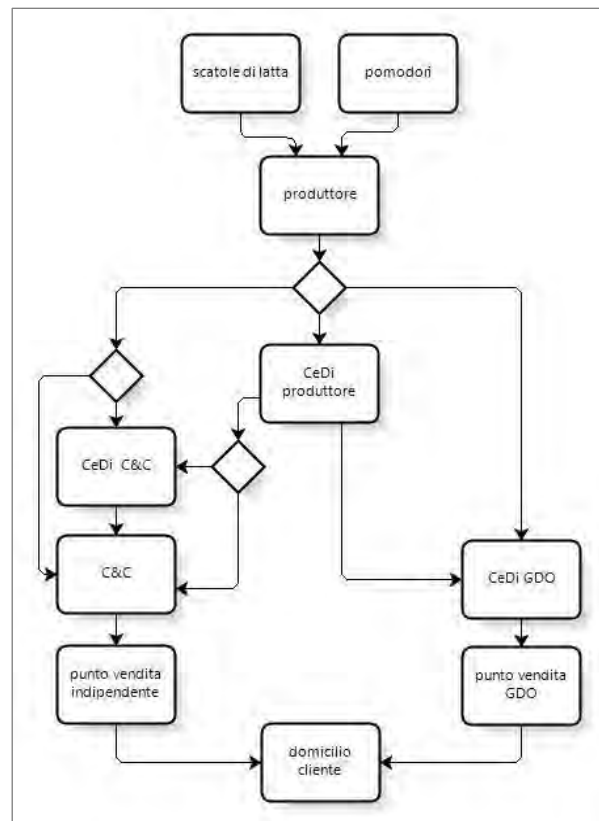 scatole di latta
pomodori
produttore
CeDi
produttore
CeDi C&C
C&C
CeDi GDO
punto vendita
indipendente
punto vendita
GDO
domicilio
cliente